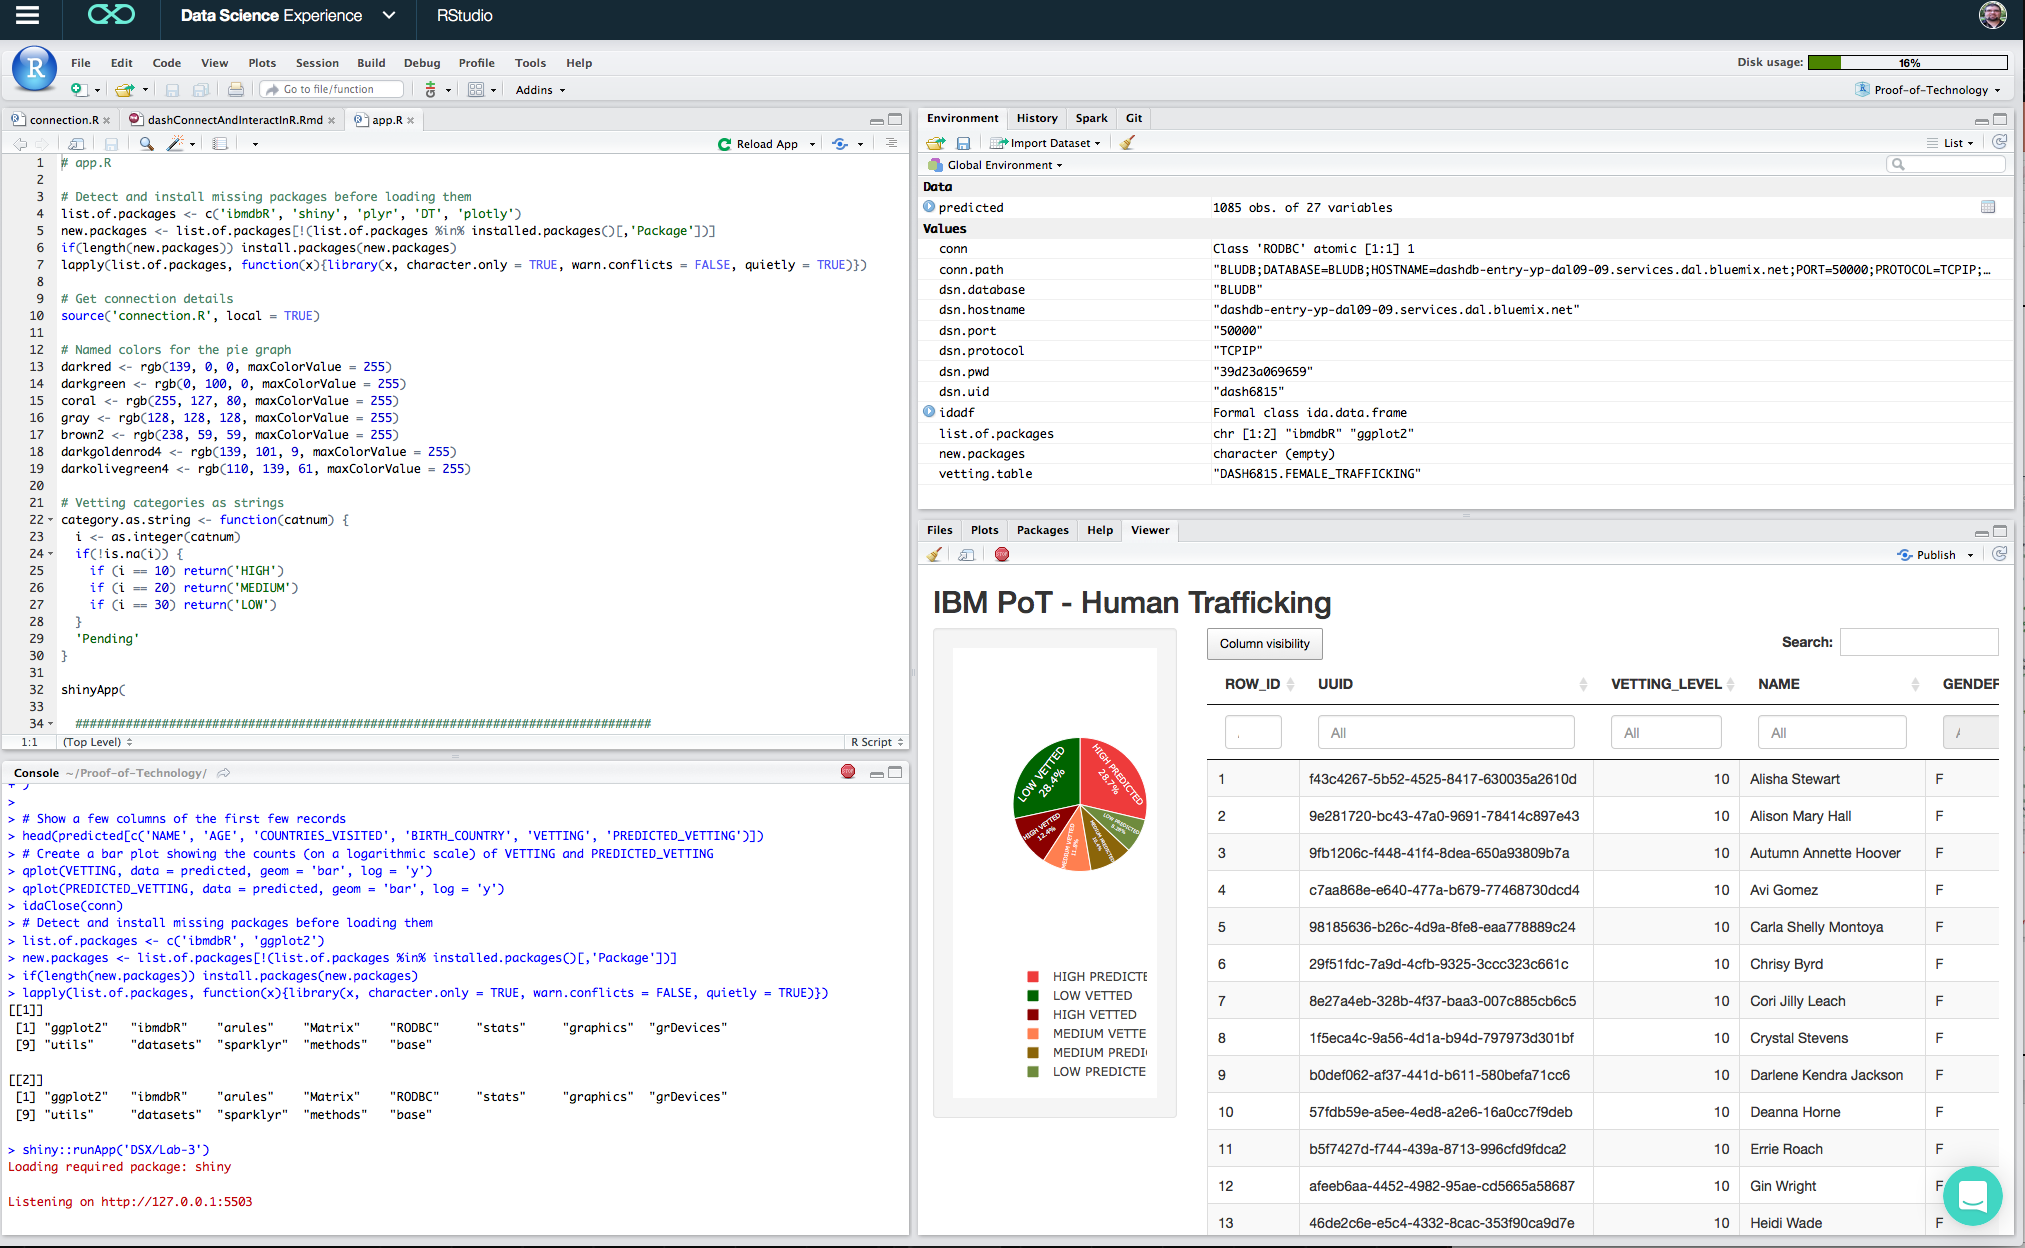 Data Science Experience RStudio
File Edit Code View Plots Session Build Debug Profile Tools Help
Disk usage: 16%
Go to file/function Addins
Proof-of-Technology
connection.R dashConnectAndInteractInR.Rmd app.R
Reload App
1 # app.R
2
3 # Detect and install missing packages before loading them
4 list.of.packages <- c('ibmdbR', 'shiny', 'plyr', 'DT', 'plotly')
5 new.packages <- list.of.packages[!(list.of.packages %in% installed.packages()[,'Package'])]
6 if(length(new.packages)) install.packages(new.packages)
7 lapply(list.of.packages, function(x){library(x, character.only = TRUE, warn.conflicts = FALSE, quietly = TRUE)})
8
9 # Get connection details
10 source('connection.R', local = TRUE)
11
12 # Named colors for the pie graph
13 darkred <- rgb(139, 0, 0, maxColorValue = 255)
14 darkgreen <- rgb(0, 100, 0, maxColorValue = 255)
15 coral <- rgb(255, 127, 80, maxColorValue = 255)
16 gray <- rgb(128, 128, 128, maxColorValue = 255)
17 brown2 <- rgb(238, 59, 59, maxColorValue = 255)
18 darkgoldenrod4 <- rgb(139, 101, 9, maxColorValue = 255)
19 darkolivegreen4 <- rgb(110, 139, 61, maxColorValue = 255)
20
21 # Vetting categories as strings
22 category.as.string <- function(catnum) {
23 i <- as.integer(catnum)
24 if(!is.na(i)) {
25 if (i == 10) return('HIGH')
26 if (i == 20) return('MEDIUM')
27 if (i == 30) return('LOW')
28 }
29 'Pending'
30 }
31
32 shinyApp(
33
34 ################################################################################
1:1 (Top Level) R Script
Console ~/Proof-of-Technology/
+ )
>
> # Show a few columns of the first few records
> head(predicted[c('NAME', 'AGE', 'COUNTRIES_VISITED', 'BIRTH_COUNTRY', 'VETTING', 'PREDICTED_VETTING')])
> # Create a bar plot showing the counts (on a logarithmic scale) of VETTING and PREDICTED_VETTING
> qplot(VETTING, data = predicted, geom = 'bar', log = 'y')
> qplot(PREDICTED_VETTING, data = predicted, geom = 'bar', log = 'y')
> idaClose(conn)
> # Detect and install missing packages before loading them
> list.of.packages <- c('ibmdbR', 'ggplot2')
> new.packages <- list.of.packages[!(list.of.packages %in% installed.packages()[,'Package'])]
> if(length(new.packages)) install.packages(new.packages)
> lapply(list.of.packages, function(x){library(x, character.only = TRUE, warn.conflicts = FALSE, quietly = TRUE)})
[[1]]
[1] "ggplot2" "ibmdbR" "arules" "Matrix" "RODBC" "stats" "graphics" "grDevices"
[9] "utils" "datasets" "sparklyr" "methods" "base"
[[2]]
[1] "ggplot2" "ibmdbR" "arules" "Matrix" "RODBC" "stats" "graphics" "grDevices"
[9] "utils" "datasets" "sparklyr" "methods" "base"
> shiny::runApp('DSX/Lab-3')
Loading required package: shiny
Listening on http://127.0.0.1:5503
Environment History Spark Git
Import Dataset List
Global Environment
Data
predicted 1085 obs. of 27 variables
Values
conn Class 'RODBC' atomic [1:1] 1
conn.path "BLUDB;DATABASE=BLUDB;HOSTNAME=dashdb-entry-yp-dal09-09.services.dal.bluemix.net;PORT=50000;PROTOCOL=TCPIP;…
dsn.database "BLUDB"
dsn.hostname "dashdb-entry-yp-dal09-09.services.dal.bluemix.net"
dsn.port "50000"
dsn.protocol "TCPIP"
dsn.pwd "39d23a069659"
dsn.uid "dash6815"
idadf Formal class ida.data.frame
list.of.packages chr [1:2] "ibmdbR" "ggplot2"
new.packages character (empty)
vetting.table "DASH6815.FEMALE_TRAFFICKING"
Files Plots Packages Help Viewer
Publish
IBM PoT - Human Trafficking
Column visibility Search:
ROW_ID UUID VETTING_LEVEL NAME GENDER
All All All
1 f43c4267-5b52-4525-8417-630035a2610d 10 Alisha Stewart F
2 9e281720-bc43-47a0-9691-78414c897e43 10 Alison Mary Hall F
3 9fb1206c-f448-41f4-8dea-650a93809b7a 10 Autumn Annette Hoover F
4 c7aa868e-e640-477a-b679-77468730dcd4 10 Avi Gomez F
5 98185636-b26c-4d9a-8fe8-eaa778889c24 10 Carla Shelly Montoya F
6 29f51fdc-7a9d-4cfb-9325-3ccc323c661c 10 Chrisy Byrd F
7 8e27a4eb-328b-4f37-baa3-007c885cb6c5 10 Cori Jilly Leach F
8 1f5eca4c-9a56-4d1a-b94d-797973d301bf 10 Crystal Stevens F
9 b0def062-af37-441d-b611-580befa71cc6 10 Darlene Kendra Jackson F
10 57fdb59e-a5ee-4ed8-a2e6-16a0cc7f9deb 10 Deanna Horne F
11 b5f7427d-f744-439a-8713-996cfd9fdca2 10 Errie Roach F
12 afeeb6aa-4452-4982-95ae-cd5665a58687 10 Gin Wright F
13 46de2c6e-e5c4-4332-8cac-353f90ca9d7e 10 Heidi Wade F
LOW VETTED
28.4%
HIGH PREDICTED
28.7%
HIGH VETTED
12.4%
MEDIUM VETTED
11.8%
MEDIUM PREDICTED
LOW PREDICTED
HIGH PREDICTE
LOW VETTED
HIGH VETTED
MEDIUM VETTE
MEDIUM PREDI
LOW PREDICTE